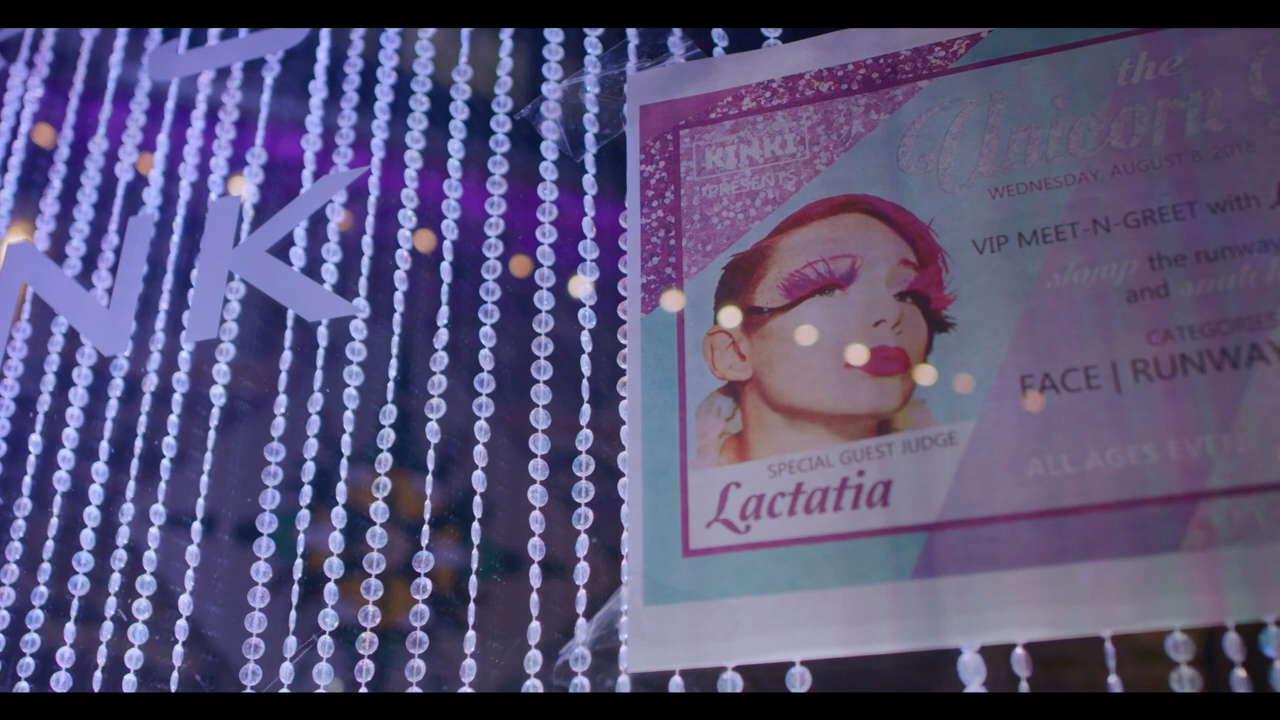 NK
KINKI
PRESENTS
the
Unicorn
WEDNESDAY, AUGUST 8, 2018
VIP MEET-N-GREET with
stomp the runway
and snatch
CATEGORIES
FACE | RUNWAY
SPECIAL GUEST JUDGE
Lactatia
ALL AGES EVE